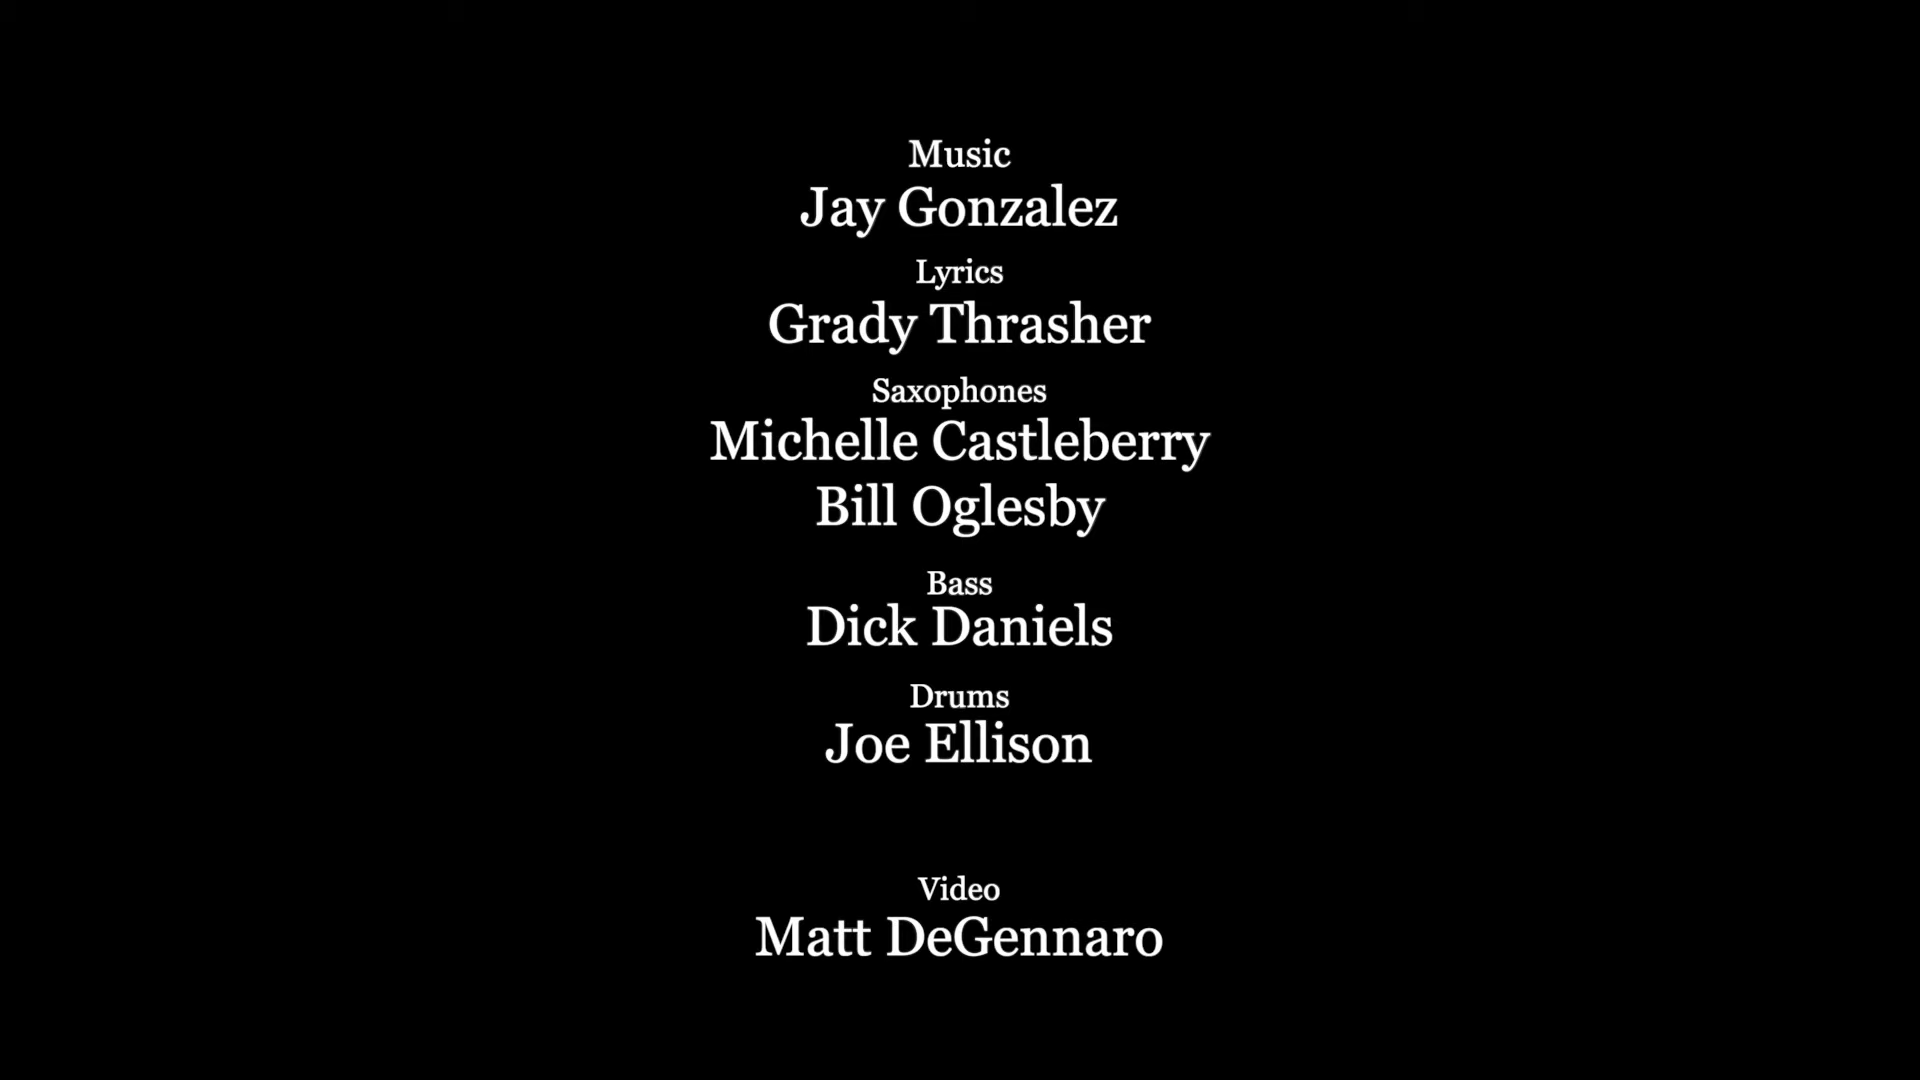 Music
Jay Gonzalez
Lyrics
Grady Thrasher
Saxophones
Michelle Castleberry
Bill Oglesby
Bass
Dick Daniels
Drums
Joe Ellison
Video
Matt DeGennaro